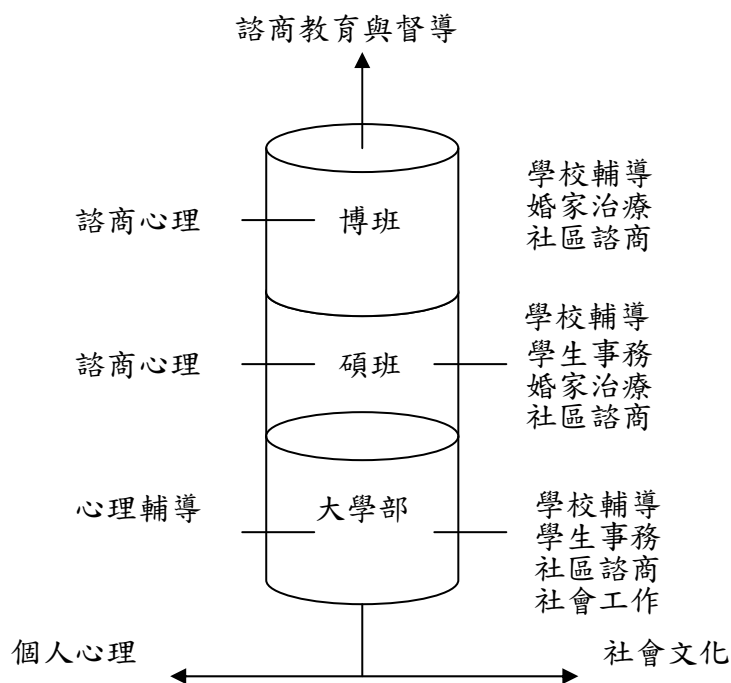 諮商教育與督導
學校輔導
婚家治療
社區諮商
諮商心理
博班
學校輔導
學生事務
婚家治療
社區諮商
諮商心理
碩班
心理輔導
大學部
學校輔導
學生事務
社區諮商
社會工作
個人心理
社會文化